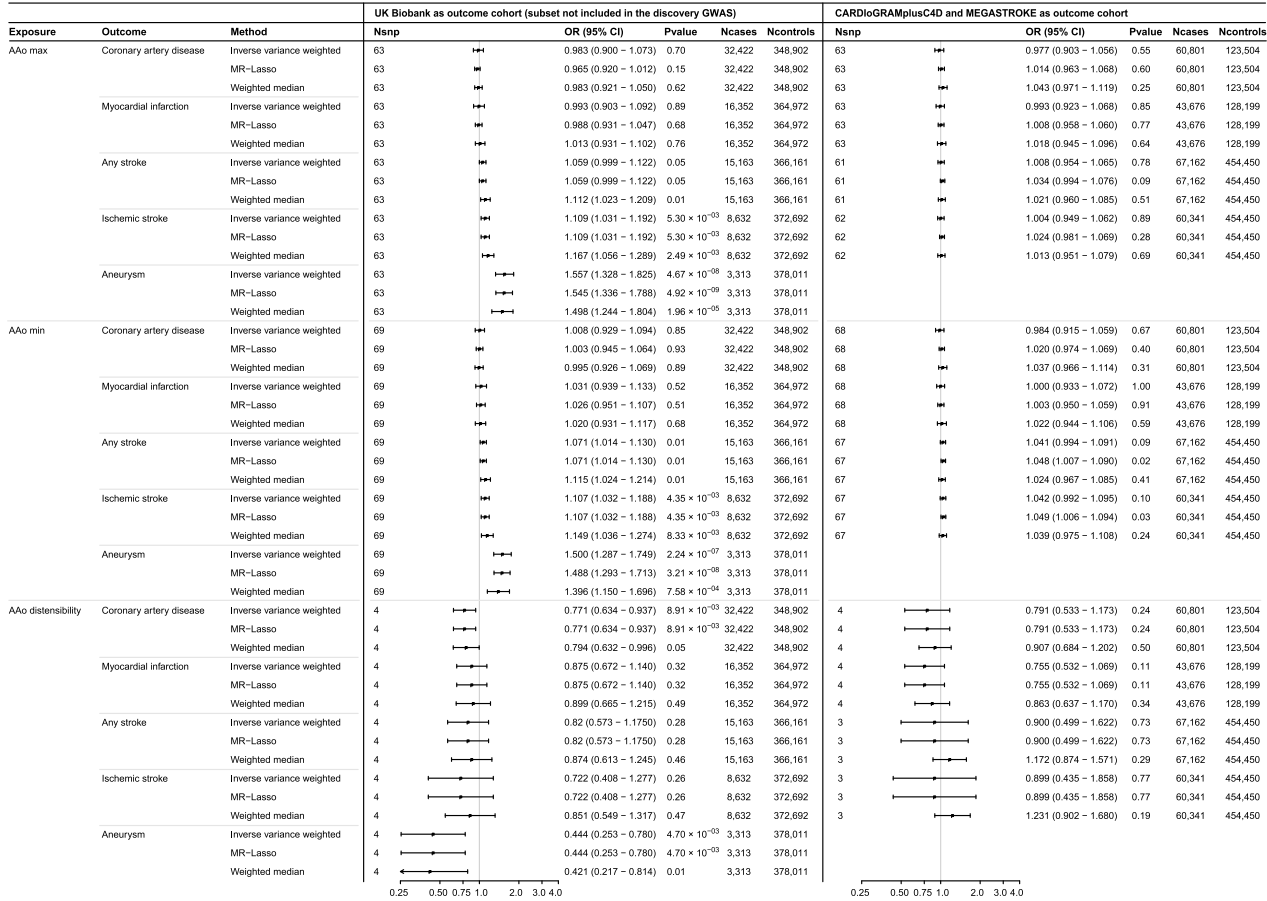 UK Biobank as outcome cohort (subset not included in the discovery GWAS) CARDIoGRAMplusC4D and MEGASTROKE as outcome cohort
Exposure Outcome Method Nsnp OR (95% CI) Pvalue Ncases Ncontrols Nsnp OR (95% CI) Pvalue Ncases Ncontrols
AAo max Coronary artery disease Inverse variance weighted 63 0.983 (0.900 − 1.073) 0.70 32,422 348,902 63 0.977 (0.903 − 1.056) 0.55 60,801 123,504
MR−Lasso 63 0.965 (0.920 − 1.012) 0.15 32,422 348,902 63 1.014 (0.963 − 1.068) 0.60 60,801 123,504
Weighted median 63 0.983 (0.921 − 1.050) 0.62 32,422 348,902 63 1.043 (0.971 − 1.119) 0.25 60,801 123,504
Myocardial infarction Inverse variance weighted 63 0.993 (0.903 − 1.092) 0.89 16,352 364,972 63 0.993 (0.923 − 1.068) 0.85 43,676 128,199
MR−Lasso 63 0.988 (0.931 − 1.047) 0.68 16,352 364,972 63 1.008 (0.958 − 1.060) 0.77 43,676 128,199
Weighted median 63 1.013 (0.931 − 1.102) 0.76 16,352 364,972 63 1.018 (0.945 − 1.096) 0.64 43,676 128,199
Any stroke Inverse variance weighted 63 1.059 (0.999 − 1.122) 0.05 15,163 366,161 61 1.008 (0.954 − 1.065) 0.78 67,162 454,450
MR−Lasso 63 1.059 (0.999 − 1.122) 0.05 15,163 366,161 61 1.034 (0.994 − 1.076) 0.09 67,162 454,450
Weighted median 63 1.112 (1.023 − 1.209) 0.01 15,163 366,161 61 1.021 (0.960 − 1.085) 0.51 67,162 454,450
Ischemic stroke Inverse variance weighted 63 1.109 (1.031 − 1.192) 5.30 × 10⁻⁰³ 8,632 372,692 62 1.004 (0.949 − 1.062) 0.89 60,341 454,450
MR−Lasso 63 1.109 (1.031 − 1.192) 5.30 × 10⁻⁰³ 8,632 372,692 62 1.024 (0.981 − 1.069) 0.28 60,341 454,450
Weighted median 63 1.167 (1.056 − 1.289) 2.49 × 10⁻⁰³ 8,632 372,692 62 1.013 (0.951 − 1.079) 0.69 60,341 454,450
Aneurysm Inverse variance weighted 63 1.557 (1.328 − 1.825) 4.67 × 10⁻⁰⁸ 3,313 378,011
MR−Lasso 63 1.545 (1.336 − 1.788) 4.92 × 10⁻⁰⁹ 3,313 378,011
Weighted median 63 1.498 (1.244 − 1.804) 1.96 × 10⁻⁰⁵ 3,313 378,011
AAo min Coronary artery disease Inverse variance weighted 69 1.008 (0.929 − 1.094) 0.85 32,422 348,902 68 0.984 (0.915 − 1.059) 0.67 60,801 123,504
MR−Lasso 69 1.003 (0.945 − 1.064) 0.93 32,422 348,902 68 1.020 (0.974 − 1.069) 0.40 60,801 123,504
Weighted median 69 0.995 (0.926 − 1.069) 0.89 32,422 348,902 68 1.037 (0.966 − 1.114) 0.31 60,801 123,504
Myocardial infarction Inverse variance weighted 69 1.031 (0.939 − 1.133) 0.52 16,352 364,972 68 1.000 (0.933 − 1.072) 1.00 43,676 128,199
MR−Lasso 69 1.026 (0.951 − 1.107) 0.51 16,352 364,972 68 1.003 (0.950 − 1.059) 0.91 43,676 128,199
Weighted median 69 1.020 (0.931 − 1.117) 0.68 16,352 364,972 68 1.022 (0.944 − 1.106) 0.59 43,676 128,199
Any stroke Inverse variance weighted 69 1.071 (1.014 − 1.130) 0.01 15,163 366,161 67 1.041 (0.994 − 1.091) 0.09 67,162 454,450
MR−Lasso 69 1.071 (1.014 − 1.130) 0.01 15,163 366,161 67 1.048 (1.007 − 1.090) 0.02 67,162 454,450
Weighted median 69 1.115 (1.024 − 1.214) 0.01 15,163 366,161 67 1.024 (0.967 − 1.085) 0.41 67,162 454,450
Ischemic stroke Inverse variance weighted 69 1.107 (1.032 − 1.188) 4.35 × 10⁻⁰³ 8,632 372,692 67 1.042 (0.992 − 1.095) 0.10 60,341 454,450
MR−Lasso 69 1.107 (1.032 − 1.188) 4.35 × 10⁻⁰³ 8,632 372,692 67 1.049 (1.006 − 1.094) 0.03 60,341 454,450
Weighted median 69 1.149 (1.036 − 1.274) 8.33 × 10⁻⁰³ 8,632 372,692 67 1.039 (0.975 − 1.108) 0.24 60,341 454,450
Aneurysm Inverse variance weighted 69 1.500 (1.287 − 1.749) 2.24 × 10⁻⁰⁷ 3,313 378,011
MR−Lasso 69 1.488 (1.293 − 1.713) 3.21 × 10⁻⁰⁸ 3,313 378,011
Weighted median 69 1.396 (1.150 − 1.696) 7.58 × 10⁻⁰⁴ 3,313 378,011
AAo distensibility Coronary artery disease Inverse variance weighted 4 0.771 (0.634 − 0.937) 8.91 × 10⁻⁰³ 32,422 348,902 4 0.791 (0.533 − 1.173) 0.24 60,801 123,504
MR−Lasso 4 0.771 (0.634 − 0.937) 8.91 × 10⁻⁰³ 32,422 348,902 4 0.791 (0.533 − 1.173) 0.24 60,801 123,504
Weighted median 4 0.794 (0.632 − 0.996) 0.05 32,422 348,902 4 0.907 (0.684 − 1.202) 0.50 60,801 123,504
Myocardial infarction Inverse variance weighted 4 0.875 (0.672 − 1.140) 0.32 16,352 364,972 4 0.755 (0.532 − 1.069) 0.11 43,676 128,199
MR−Lasso 4 0.875 (0.672 − 1.140) 0.32 16,352 364,972 4 0.755 (0.532 − 1.069) 0.11 43,676 128,199
Weighted median 4 0.899 (0.665 − 1.215) 0.49 16,352 364,972 4 0.863 (0.637 − 1.170) 0.34 43,676 128,199
Any stroke Inverse variance weighted 4 0.82 (0.573 − 1.1750) 0.28 15,163 366,161 3 0.900 (0.499 − 1.622) 0.73 67,162 454,450
MR−Lasso 4 0.82 (0.573 − 1.1750) 0.28 15,163 366,161 3 0.900 (0.499 − 1.622) 0.73 67,162 454,450
Weighted median 4 0.874 (0.613 − 1.245) 0.46 15,163 366,161 3 1.172 (0.874 − 1.571) 0.29 67,162 454,450
Ischemic stroke Inverse variance weighted 4 0.722 (0.408 − 1.277) 0.26 8,632 372,692 3 0.899 (0.435 − 1.858) 0.77 60,341 454,450
MR−Lasso 4 0.722 (0.408 − 1.277) 0.26 8,632 372,692 3 0.899 (0.435 − 1.858) 0.77 60,341 454,450
Weighted median 4 0.851 (0.549 − 1.317) 0.47 8,632 372,692 3 1.231 (0.902 − 1.680) 0.19 60,341 454,450
Aneurysm Inverse variance weighted 4 0.444 (0.253 − 0.780) 4.70 × 10⁻⁰³ 3,313 378,011
MR−Lasso 4 0.444 (0.253 − 0.780) 4.70 × 10⁻⁰³ 3,313 378,011
Weighted median 4 0.421 (0.217 − 0.814) 0.01 3,313 378,011
0.25 0.50 0.75 1.0 2.0 3.0 4.0 0.25 0.50 0.75 1.0 2.0 3.0 4.0